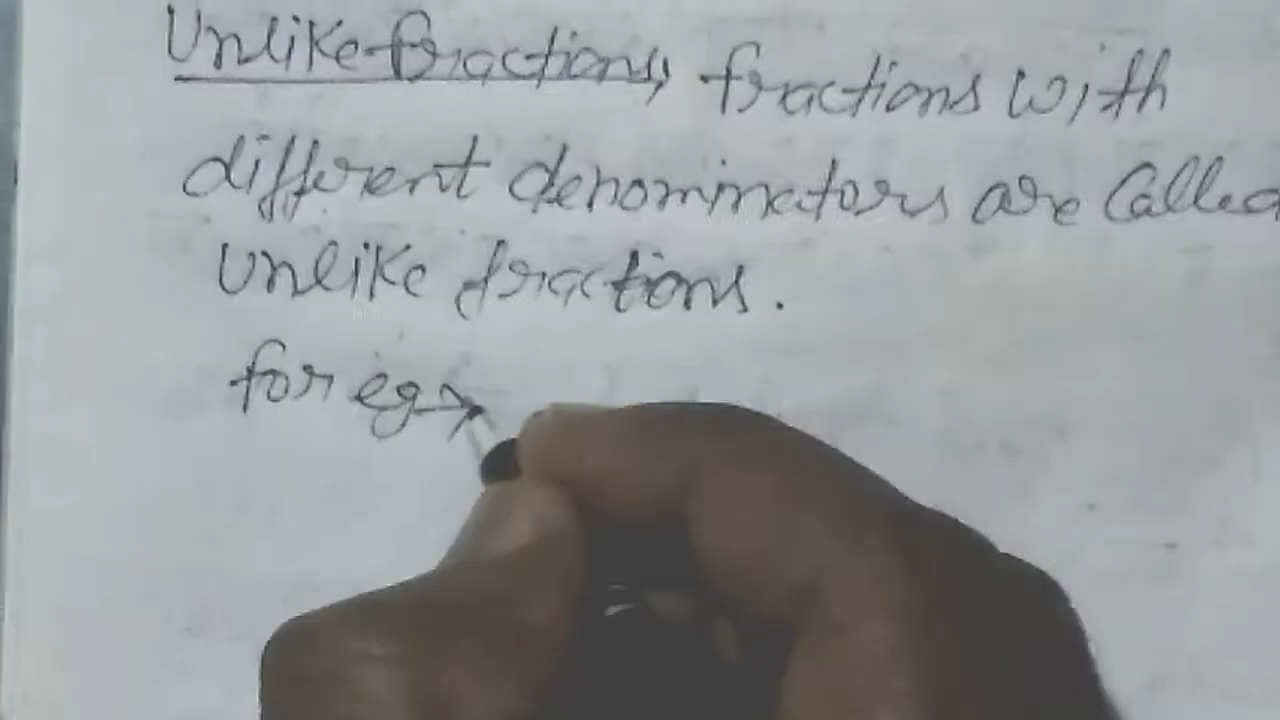 Unlike fractions, fractions with
different denominators are Called
Unlike fractions.
for eg→